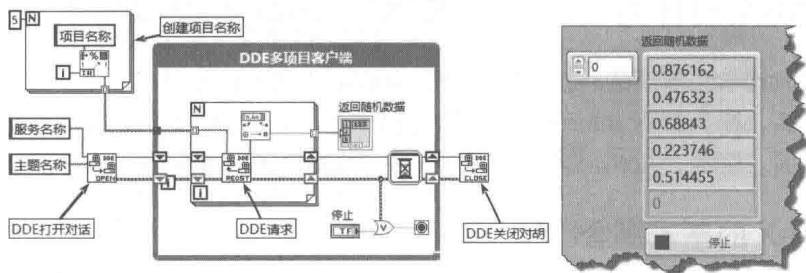 5
N
创建项目名称
项目名称
i
DDE多项目客户端
N
返回随机数据
服务名称
主题名称
DDE
OPEN
DDE
REQST
i
DDE
CLOSE
停止
TF
V
DDE打开对话
DDE请求
DDE关闭对胡
返回随机数据
0
0.876162
0.476323
0.68843
0.223746
0.514455
0
停止